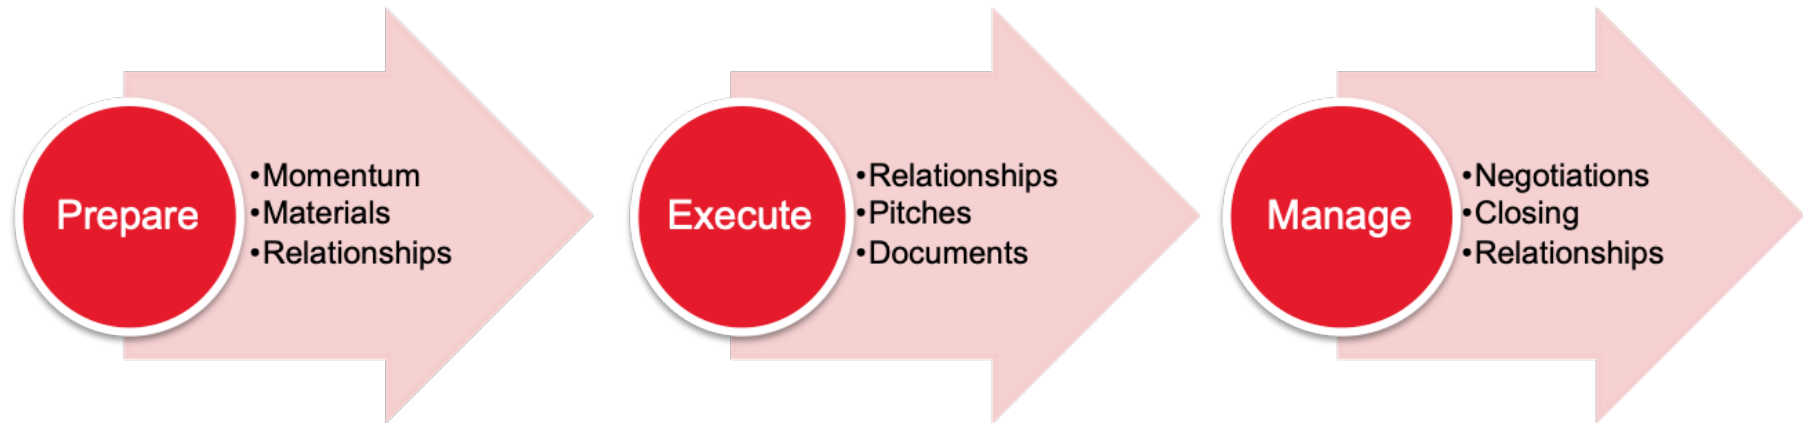 Prepare
•Momentum
•Materials
•Relationships
Execute
•Relationships
•Pitches
•Documents
Manage
•Negotiations
•Closing
•Relationships